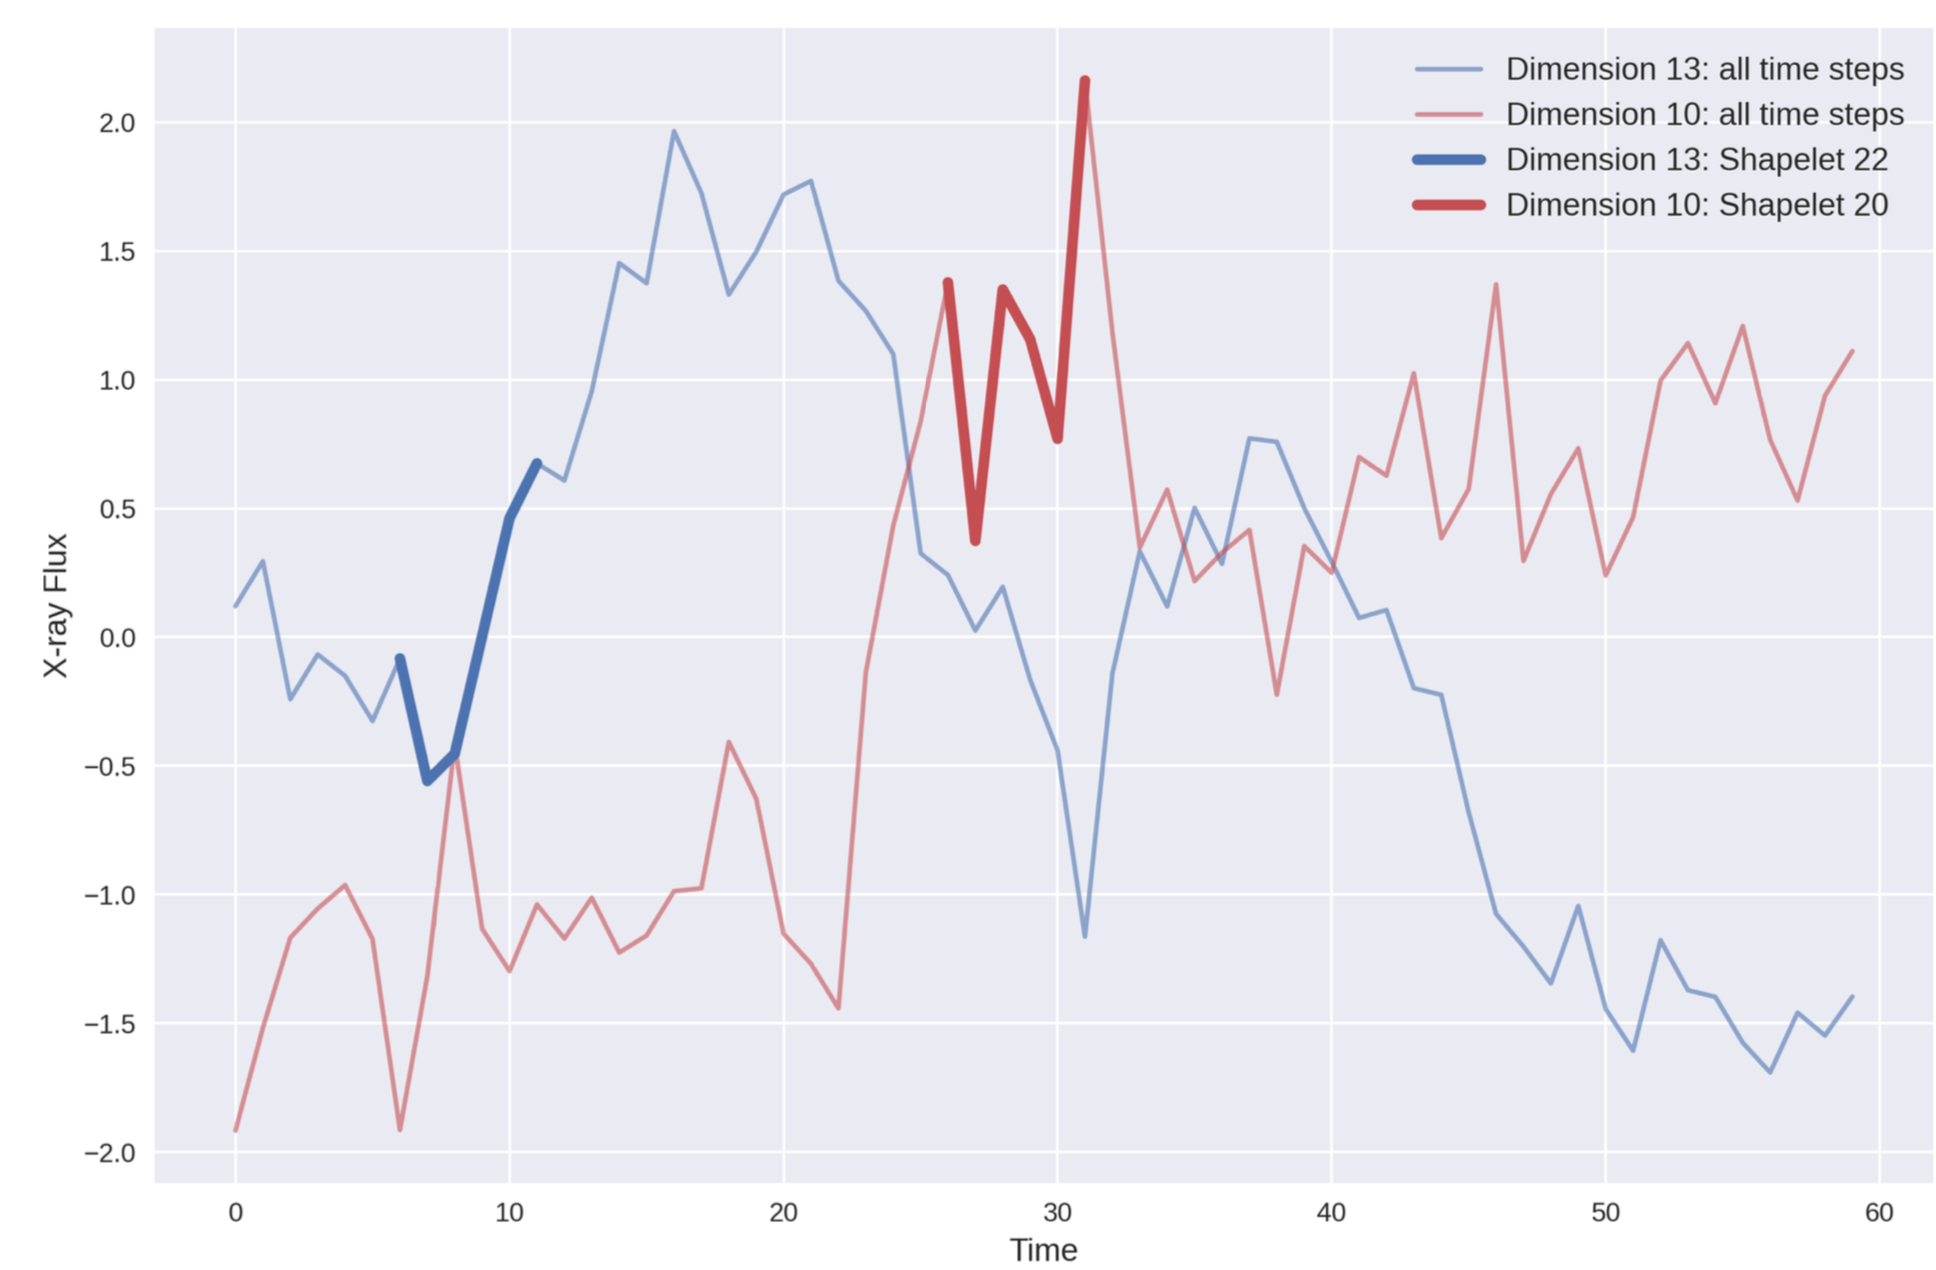 Dimension 13: all time steps
Dimension 10: all time steps
Dimension 13: Shapelet 22
Dimension 10: Shapelet 20
2.0
1.5
1.0
0.5
0.0
−0.5
−1.0
−1.5
−2.0
X-ray Flux
0 10 20 30 40 50 60
Time